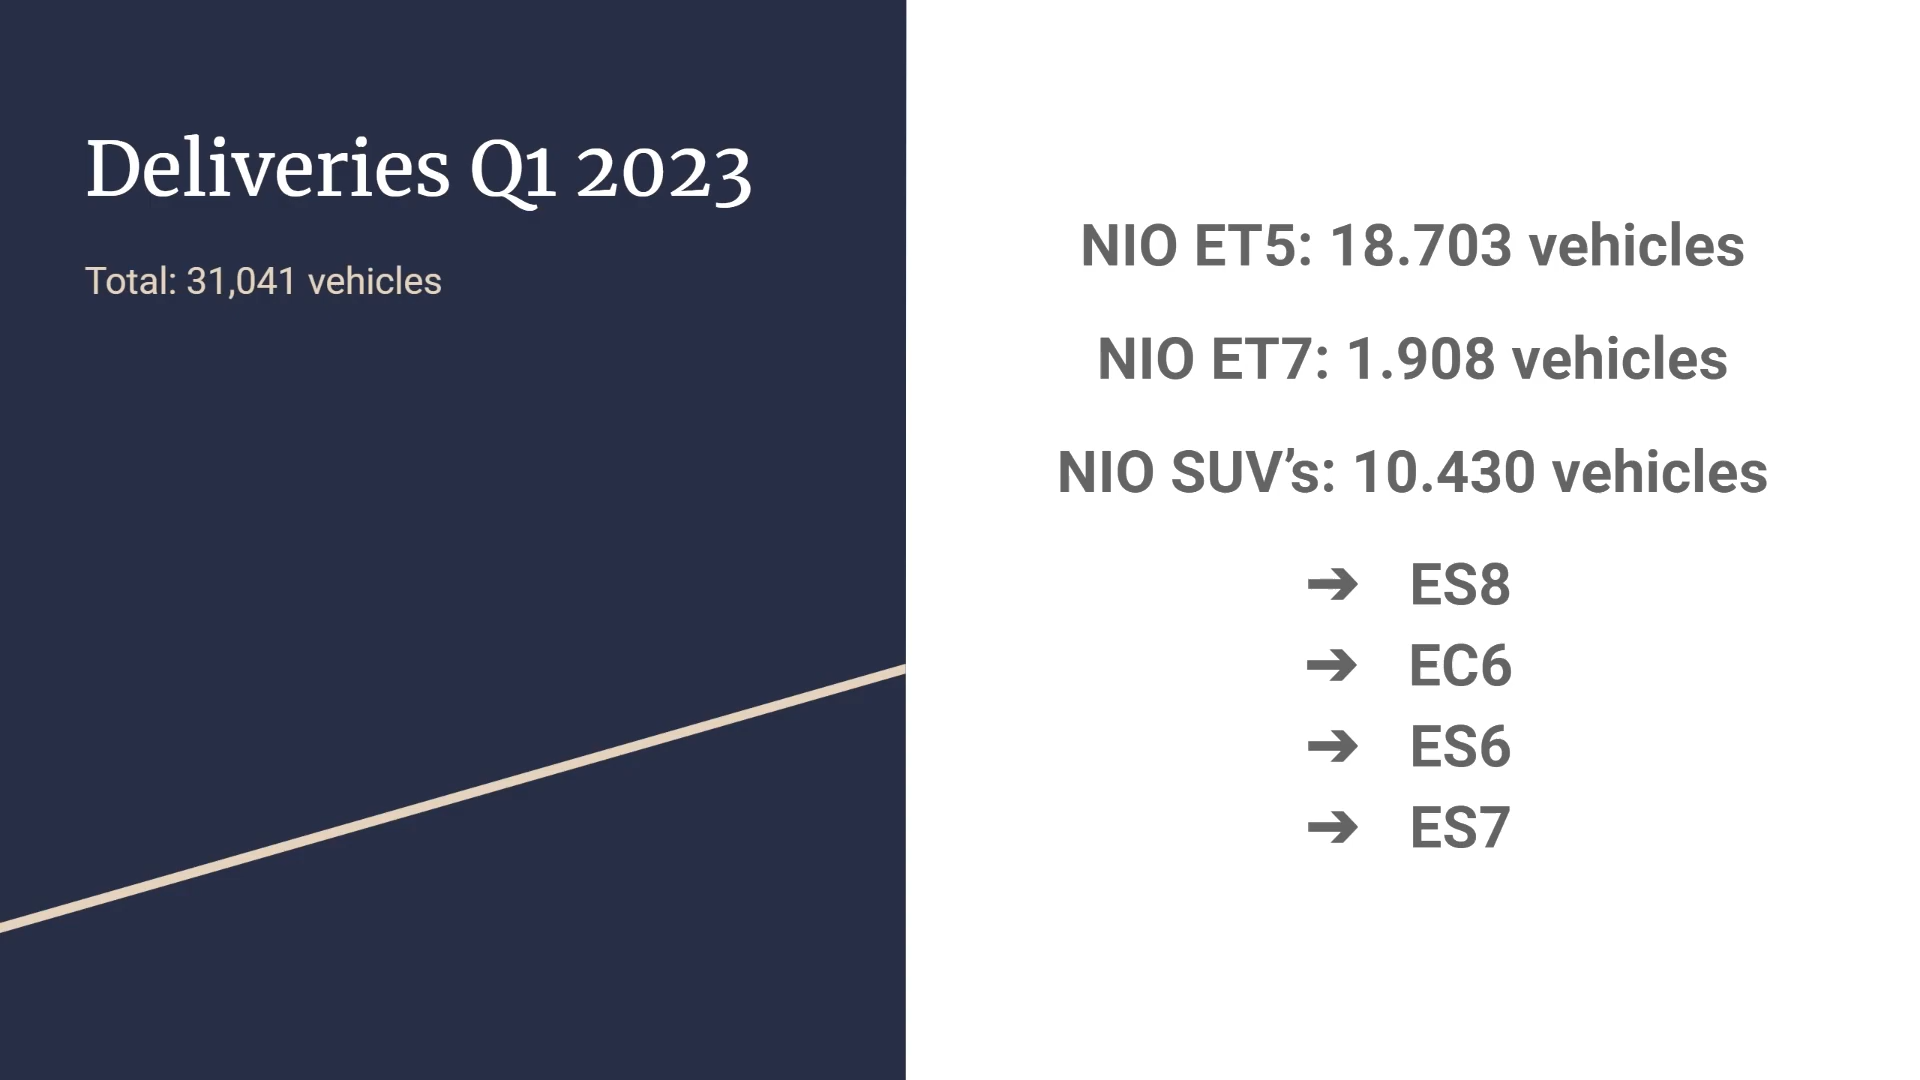 Deliveries Q1 2023
Total: 31,041 vehicles
NIO ET5: 18.703 vehicles
NIO ET7: 1.908 vehicles
NIO SUV’s: 10.430 vehicles
➔ ES8
➔ EC6
➔ ES6
➔ ES7